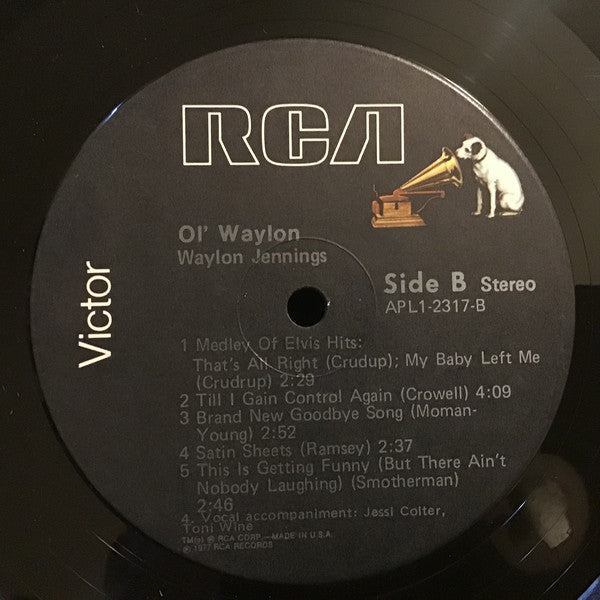 RCA
Victor
Ol' Waylon
Waylon Jennings
Side B Stereo
APL1-2317-B
1 Medley Of Elvis Hits:
That's All Right (Crudup); My Baby Left Me
(Crudrup) 2:29
2 Till I Gain Control Again (Crowell) 4:09
3 Brand New Goodbye Song (Moman-
Young) 2:52
4 Satin Sheets (Ramsey) 2:37
5 This Is Getting Funny (But There Ain't
Nobody Laughing) (Smotherman)
2:46
4. Vocal accompaniment: Jessi Colter,
Toni Wine
TM(s) ® RCA CORP.—MADE IN U.S.A.
℗ 1977 RCA RECORDS